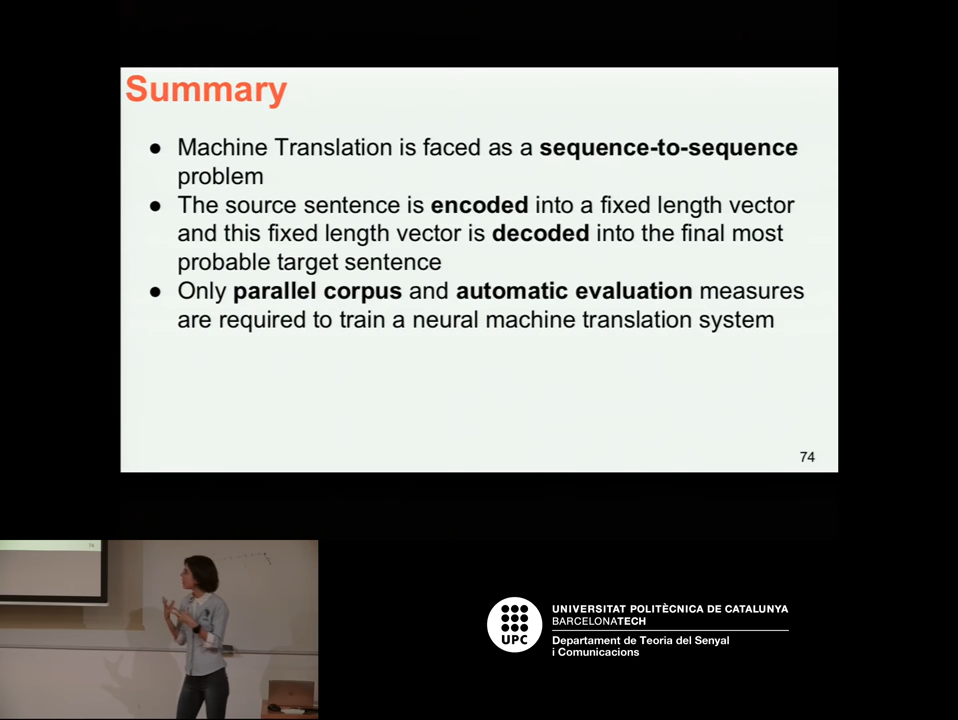 Summary
● Machine Translation is faced as a sequence-to-sequence
problem
● The source sentence is encoded into a fixed length vector
and this fixed length vector is decoded into the final most
probable target sentence
● Only parallel corpus and automatic evaluation measures
are required to train a neural machine translation system
74
UPC
UNIVERSITAT POLITÈCNICA DE CATALUNYA
BARCELONATECH
Departament de Teoria del Senyal
i Comunicacions